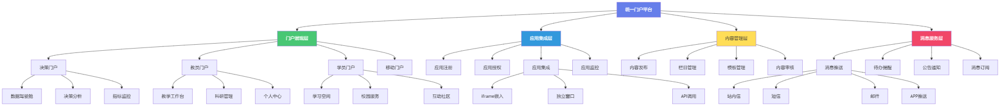 统一门户平台
门户展现层
应用集成层
内容管理层
消息服务层
决策门户
教员门户
学员门户
移动门户
应用注册
应用授权
应用集成
应用监控
内容发布
栏目管理
模板管理
内容审核
消息推送
待办提醒
公告通知
消息订阅
数据驾驶舱
决策分析
指标监控
教学工作台
科研管理
个人中心
学习空间
校园服务
互动社区
iframe嵌入
独立窗口
API调用
站内信
短信
邮件
APP推送